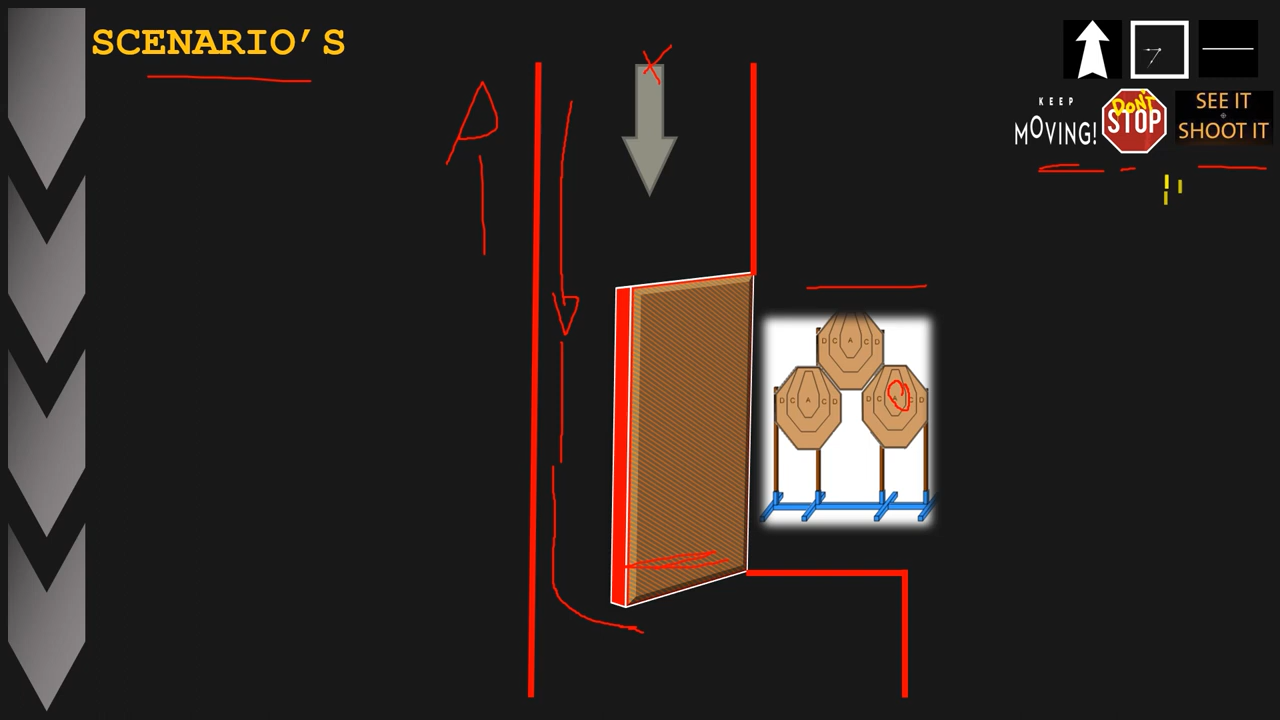 SCENARIO'S
KEEP
MOVING!
DON'T
STOP
SEE IT
SHOOT IT
D C A C D
D C A C D
D C A C D